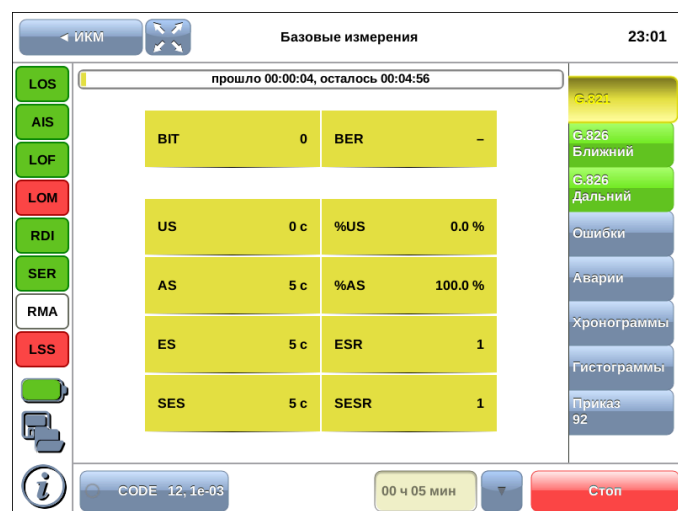 ◄ ИКМ
Базовые измерения
23:01
прошло 00:00:04, осталось 00:04:56
LOS
AIS
LOF
LOM
RDI
SER
RMA
LSS
BIT 0 BER –
US 0 с %US 0.0 %
AS 5 с %AS 100.0 %
ES 5 с ESR 1
SES 5 с SESR 1
G.821
G.826
Ближний
G.826
Дальний
Ошибки
Аварии
Хронограммы
Гистограммы
Приказ
92
i
CODE 12, 1e-03
00 ч 05 мин
▼
Стоп